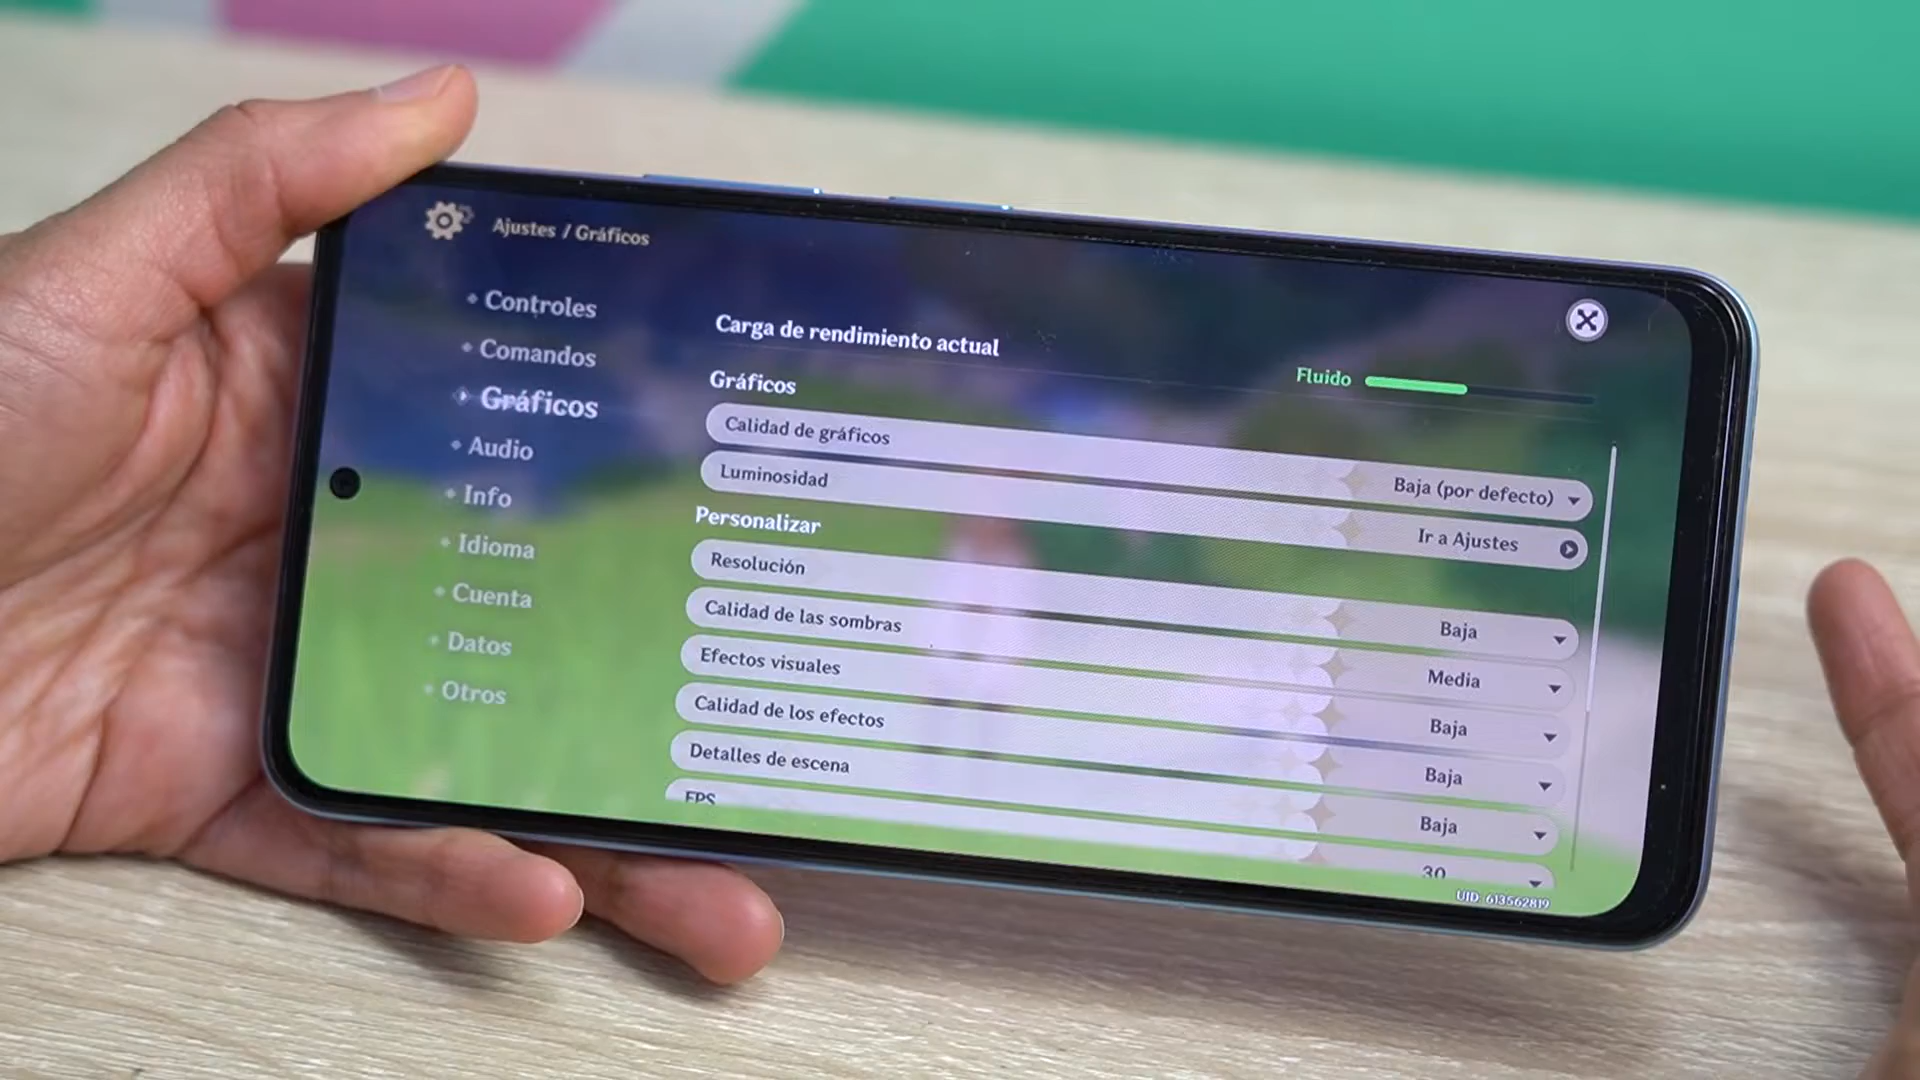 Ajustes / Gráficos
Controles
Comandos
Gráficos
Audio
Info
Idioma
Cuenta
Datos
Otros
Carga de rendimiento actual
Fluido
Gráficos
Calidad de gráficos Baja (por defecto)
Luminosidad Ir a Ajustes
Personalizar
Resolución Baja
Calidad de las sombras Media
Efectos visuales Baja
Calidad de los efectos Baja
Detalles de escena Baja
FPS 30
UID 613562819